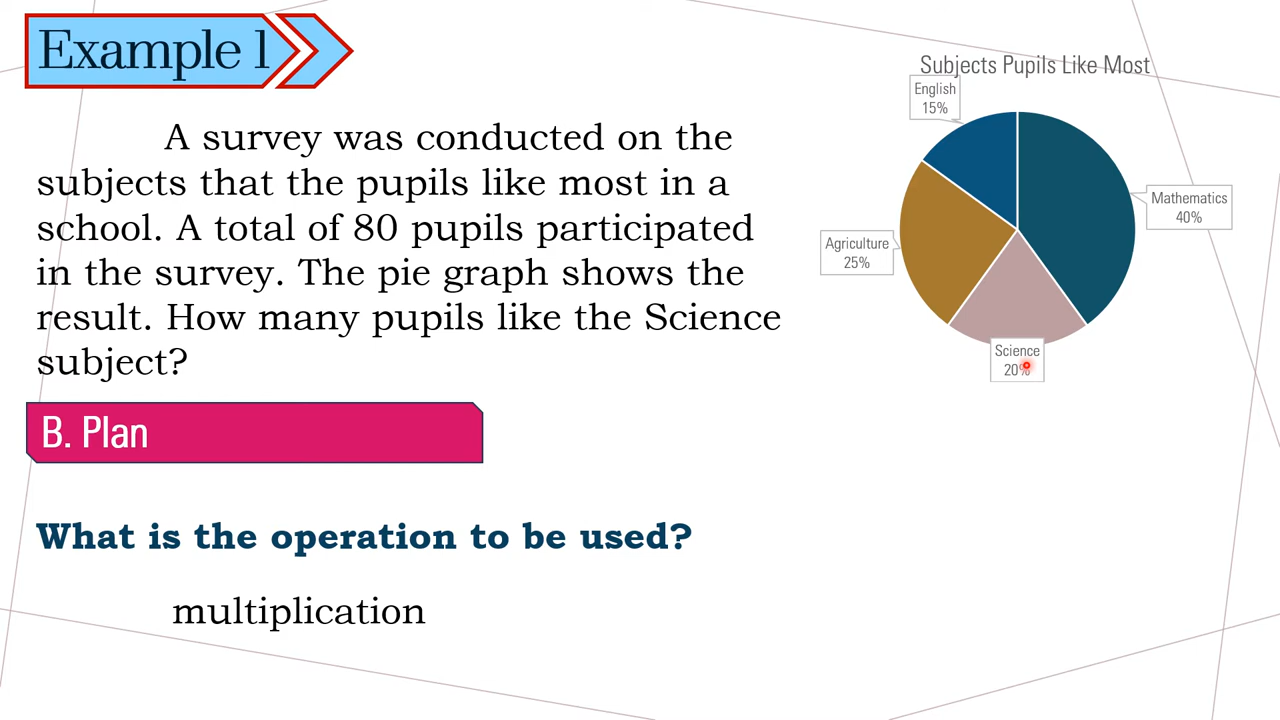 Example 1
A survey was conducted on the
subjects that the pupils like most in a
school. A total of 80 pupils participated
in the survey. The pie graph shows the
result. How many pupils like the Science
subject?
Subjects Pupils Like Most
English
15%
Mathematics
40%
Agriculture
25%
Science
20%
B. Plan
What is the operation to be used?
multiplication